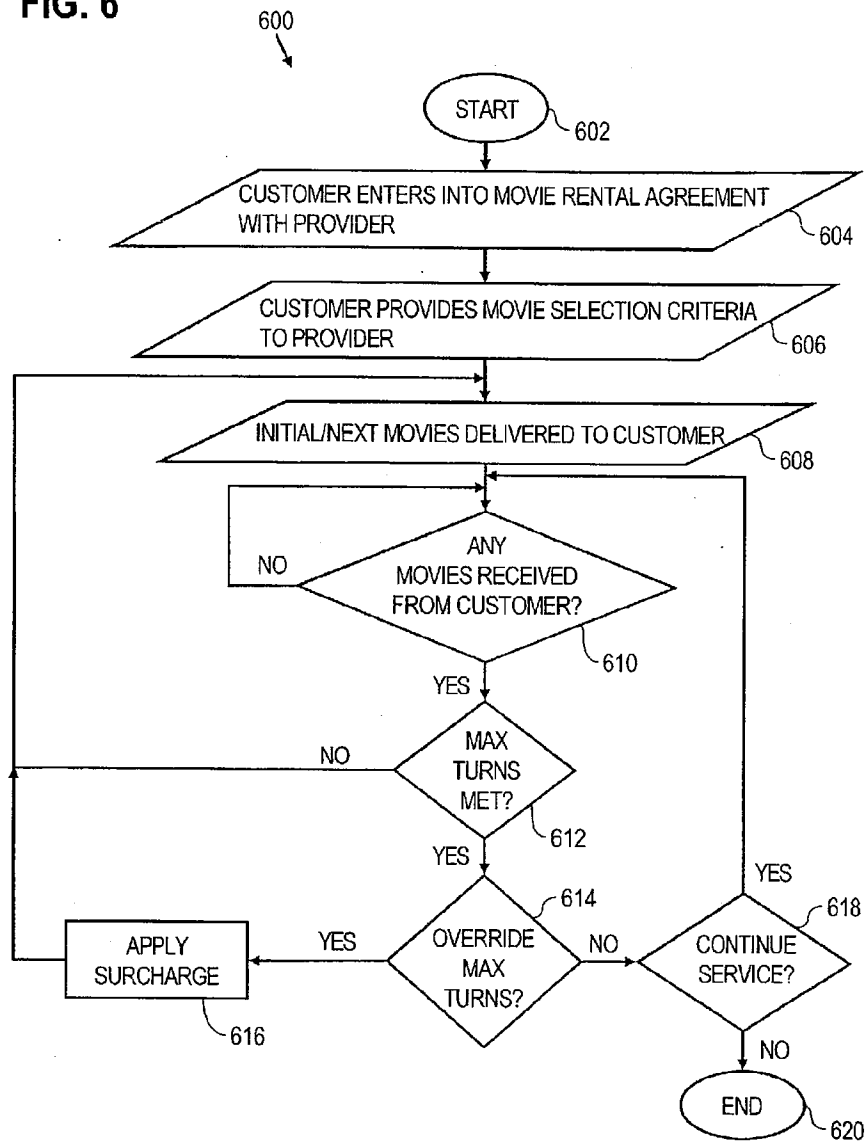 FIG. 6
600
START
602
CUSTOMER ENTERS INTO MOVIE RENTAL AGREEMENT
WITH PROVIDER
604
CUSTOMER PROVIDES MOVIE SELECTION CRITERIA
TO PROVIDER
606
INITIAL/NEXT MOVIES DELIVERED TO CUSTOMER
608
ANY
MOVIES RECEIVED
FROM CUSTOMER?
NO
610
YES
MAX
TURNS
MET?
NO
612
YES
614
OVERRIDE
MAX
TURNS?
YES
NO
APPLY
SURCHARGE
616
YES
618
CONTINUE
SERVICE?
NO
END
620